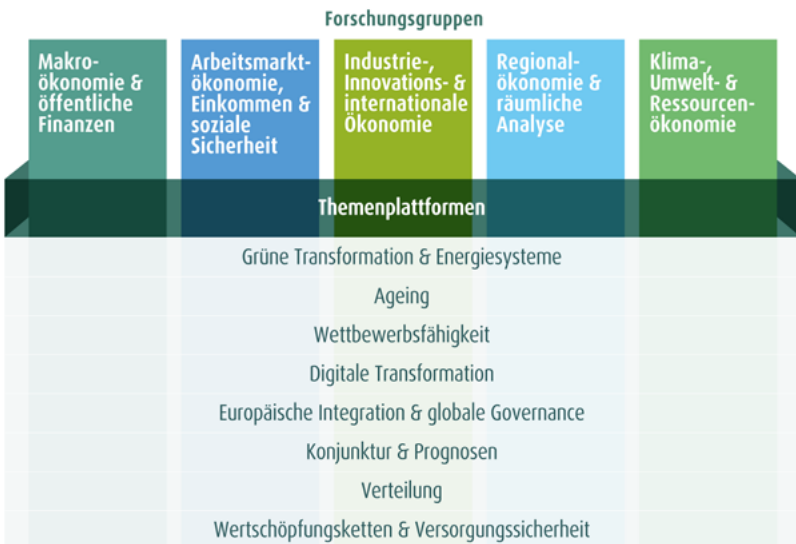 Forschungsgruppen
Makro-
ökonomie &
öffentliche
Finanzen
Arbeitsmarkt-
ökonomie,
Einkommen &
soziale
Sicherheit
Industrie-,
Innovations- &
internationale
Ökonomie
Regional-
ökonomie &
räumliche
Analyse
Klima-,
Umwelt- &
Ressourcen-
ökonomie
Themenplattformen
Grüne Transformation & Energiesysteme
Ageing
Wettbewerbsfähigkeit
Digitale Transformation
Europäische Integration & globale Governance
Konjunktur & Prognosen
Verteilung
Wertschöpfungsketten & Versorgungssicherheit